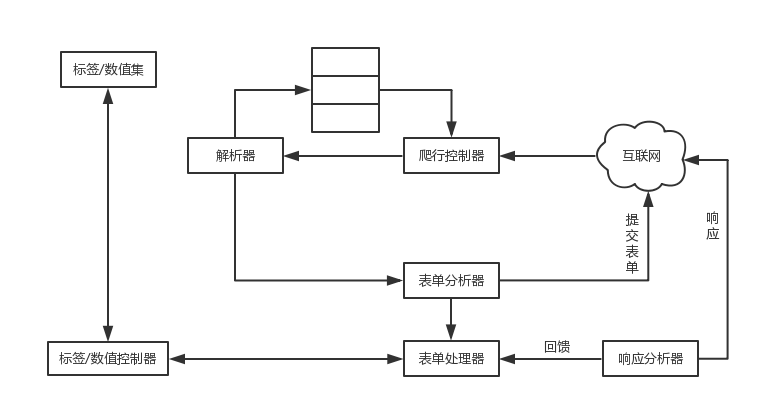 标签/数值集
解析器
爬行控制器
互联网
响应
提交表单
表单分析器
标签/数值控制器
表单处理器
回馈
响应分析器